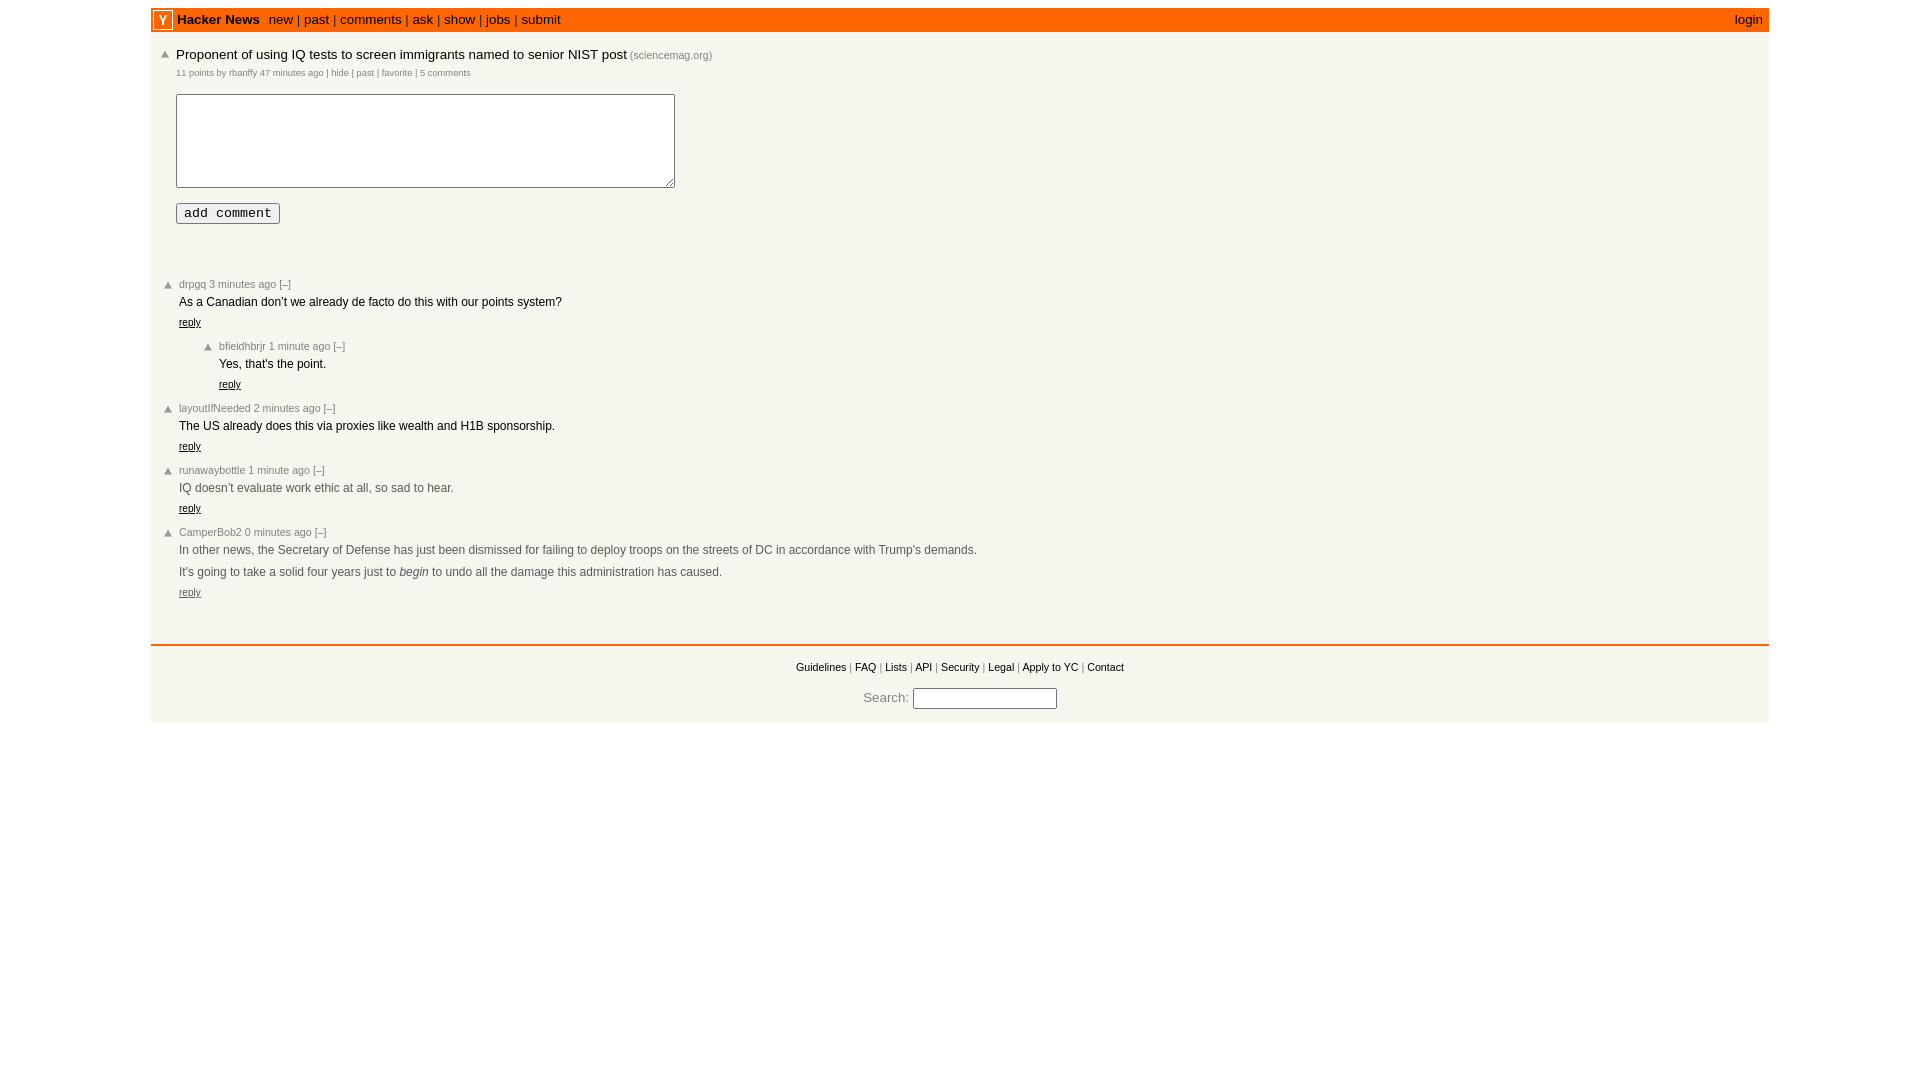 Y Hacker News new | past | comments | ask | show | jobs | submit login
Proponent of using IQ tests to screen immigrants named to senior NIST post (sciencemag.org)
11 points by rbanffy 47 minutes ago | hide | past | favorite | 5 comments
add comment
drpgq 3 minutes ago [–]
As a Canadian don’t we already de facto do this with our points system?
reply
bfieidhbrjr 1 minute ago [–]
Yes, that's the point.
reply
layoutIfNeeded 2 minutes ago [–]
The US already does this via proxies like wealth and H1B sponsorship.
reply
runawaybottle 1 minute ago [–]
IQ doesn’t evaluate work ethic at all, so sad to hear.
reply
CamperBob2 0 minutes ago [–]
In other news, the Secretary of Defense has just been dismissed for failing to deploy troops on the streets of DC in accordance with Trump's demands.
It's going to take a solid four years just to begin to undo all the damage this administration has caused.
reply
Guidelines | FAQ | Lists | API | Security | Legal | Apply to YC | Contact
Search: